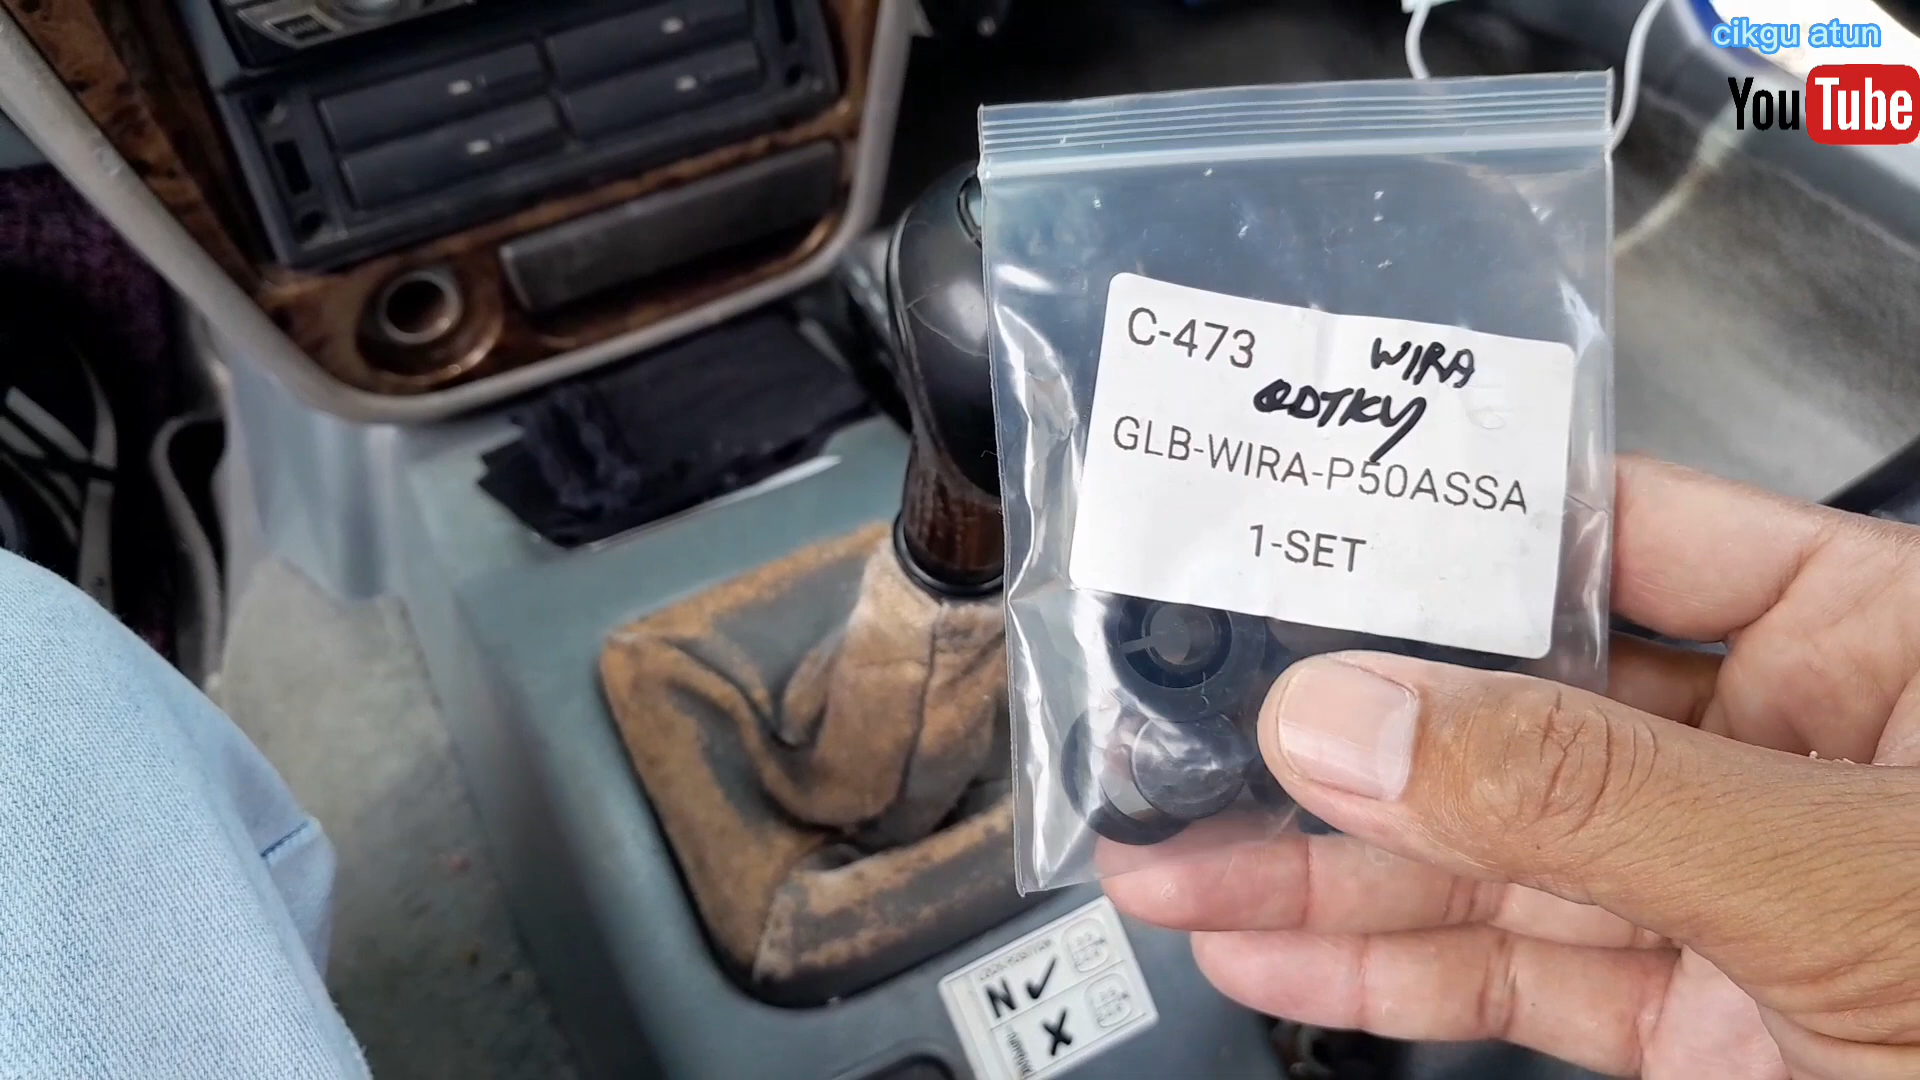 cikgu atun
YouTube
C-473
WIRA
GLB-WIRA-P50ASSA
1-SET
N ✓
X